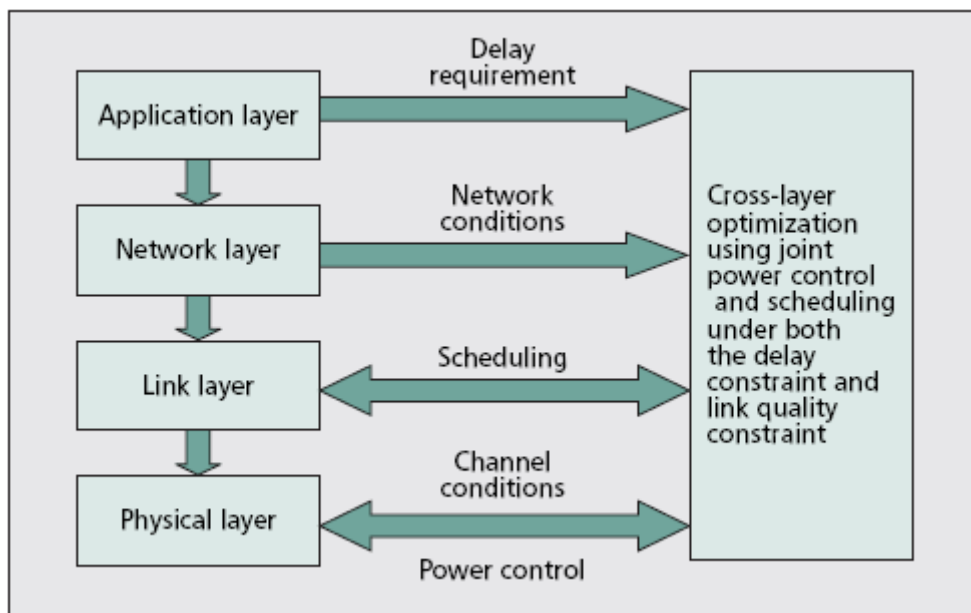 Delay
requirement
Application layer
Network
conditions
Network layer
Scheduling
Link layer
Channel
conditions
Physical layer
Power control
Cross-layer
optimization
using joint
power control
and scheduling
under both
the delay
constraint and
link quality
constraint